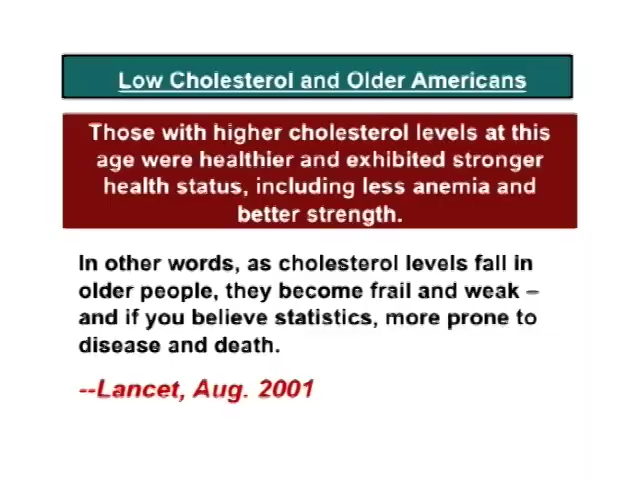 Low Cholesterol and Older Americans
Those with higher cholesterol levels at this
age were healthier and exhibited stronger
health status, including less anemia and
better strength.
In other words, as cholesterol levels fall in
older people, they become frail and weak –
and if you believe statistics, more prone to
disease and death.
--Lancet, Aug. 2001